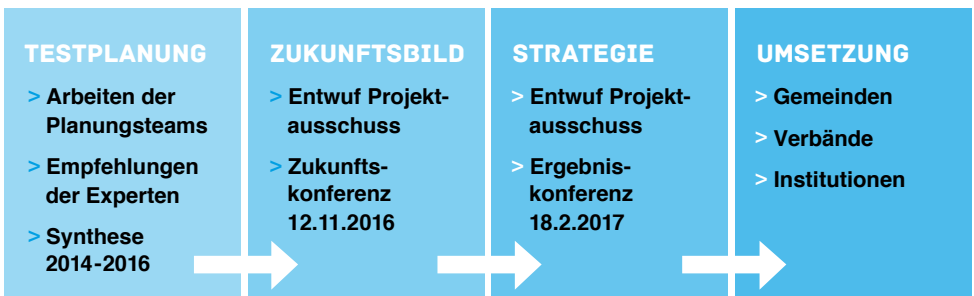 TESTPLANUNG
> Arbeiten der
Planungsteams
> Empfehlungen
der Experten
> Synthese
2014-2016
ZUKUNFTSBILD
> Entwuf Projekt-
ausschuss
> Zukunfts-
konferenz
12.11.2016
STRATEGIE
> Entwuf Projekt-
ausschuss
> Ergebnis-
konferenz
18.2.2017
UMSETZUNG
> Gemeinden
> Verbände
> Institutionen